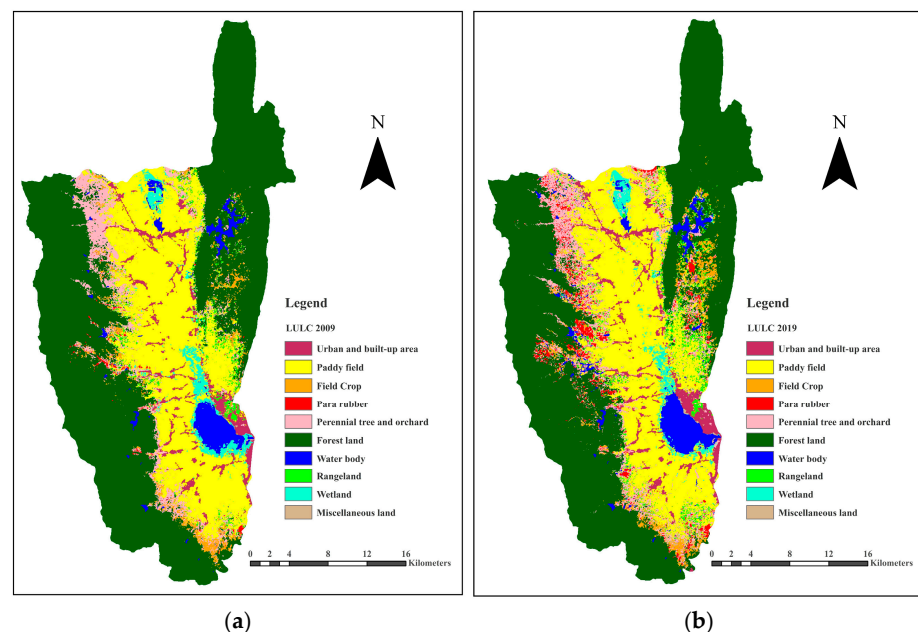 N
Legend
LULC 2009
Urban and built-up area
Paddy field
Field Crop
Para rubber
Perennial tree and orchard
Forest land
Water body
Rangeland
Wetland
Miscellaneous land
0 2 4 8 12 16
Kilometers
(a)
N
Legend
LULC 2019
Urban and built-up area
Paddy field
Field Crop
Para rubber
Perennial tree and orchard
Forest land
Water body
Rangeland
Wetland
Miscellaneous land
0 2 4 8 12 16
Kilometers
(b)